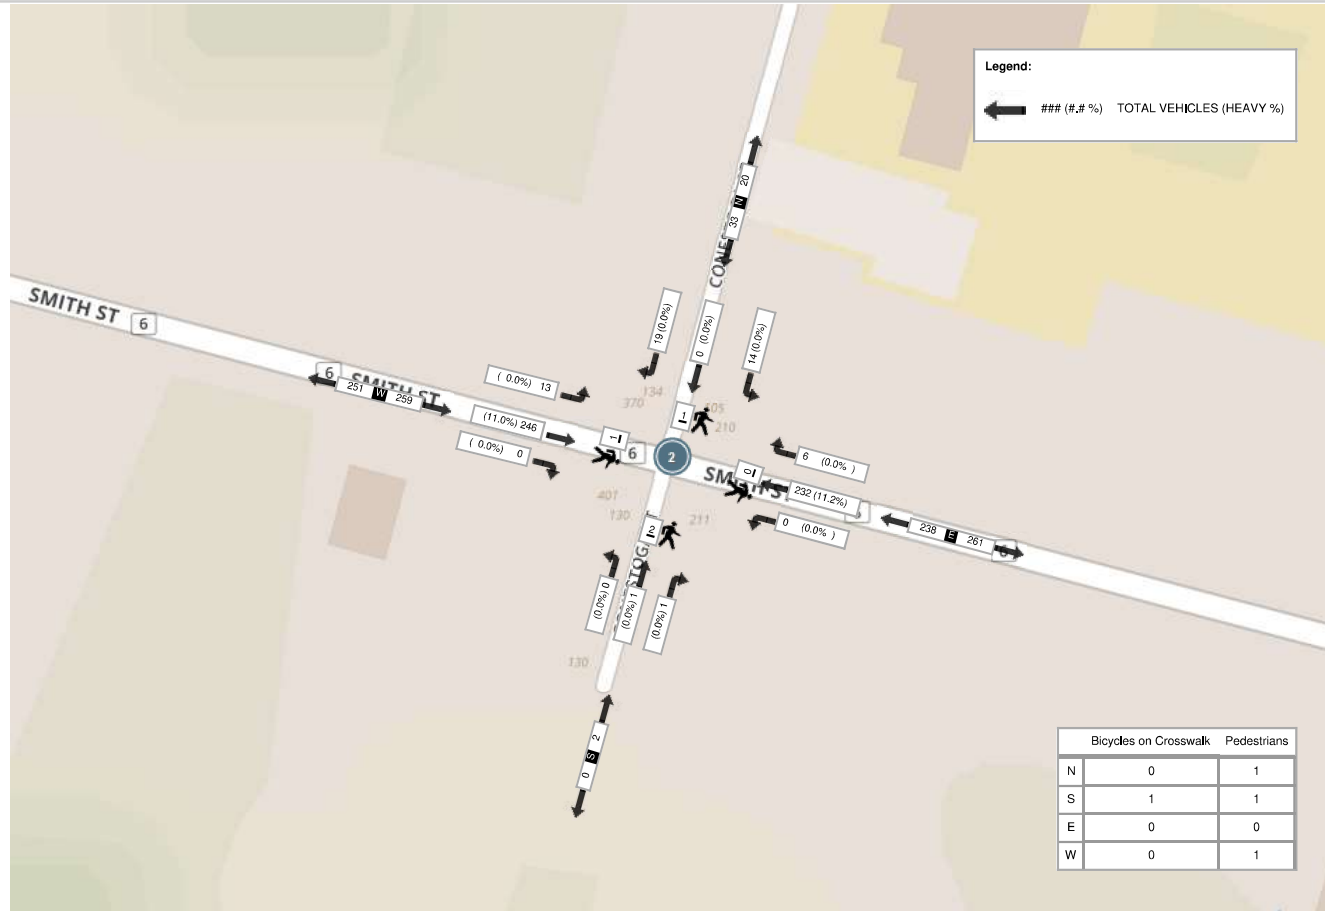 Legend:
### (#.# %) TOTAL VEHICLES (HEAVY %)
20
N
33
SMITH ST
6
19 (0.0%)
0 (0.0%)
14 (0.0%)
6
SMITH ST
251 W 259
( 0.0%) 13
(11.0%) 246
( 0.0%) 0
134
370
105
210
1
1
6
2
0
6 (0.0% )
232 (11.2%)
0 (0.0% )
238 E 261
6
401
130
211
2
(0.0%) 0
(0.0%) 1
(0.0%) 1
130
2
S
0
Bicycles on Crosswalk Pedestrians
N 0 1
S 1 1
E 0 0
W 0 1